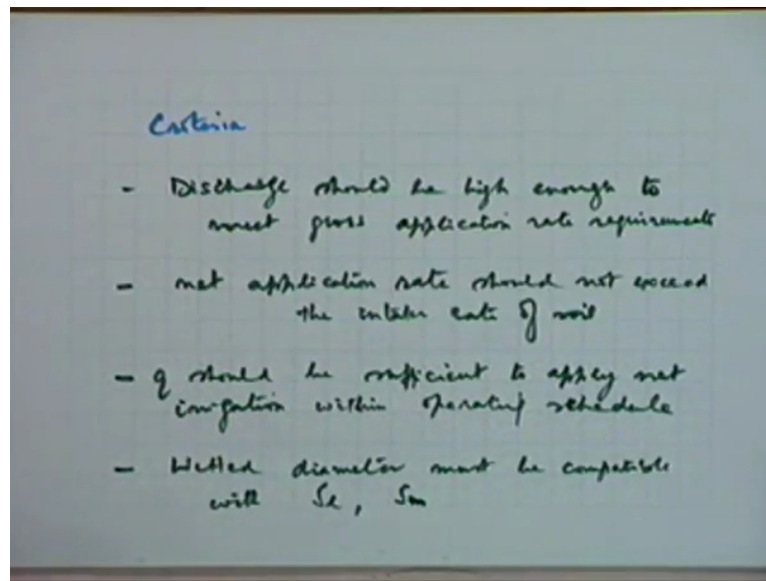 Criteria
- Discharge should be high enough to
meet gross application rate requirements
- net application rate should not exceed
the intake rate of soil
- q should be sufficient to apply net
irrigation within operating schedule
- Wetted diameter must be compatible
with Sl, Sm